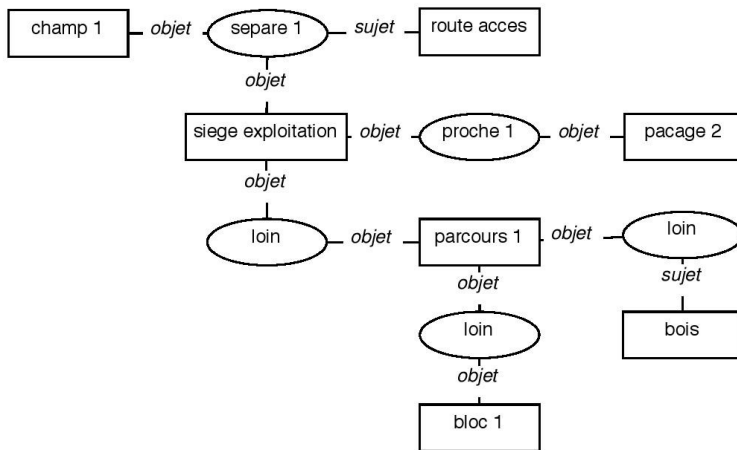 champ 1 objet separe 1 sujet route acces
objet
siege exploitation objet proche 1 objet pacage 2
objet
loin objet parcours 1 objet loin
objet sujet
loin bois
objet
bloc 1